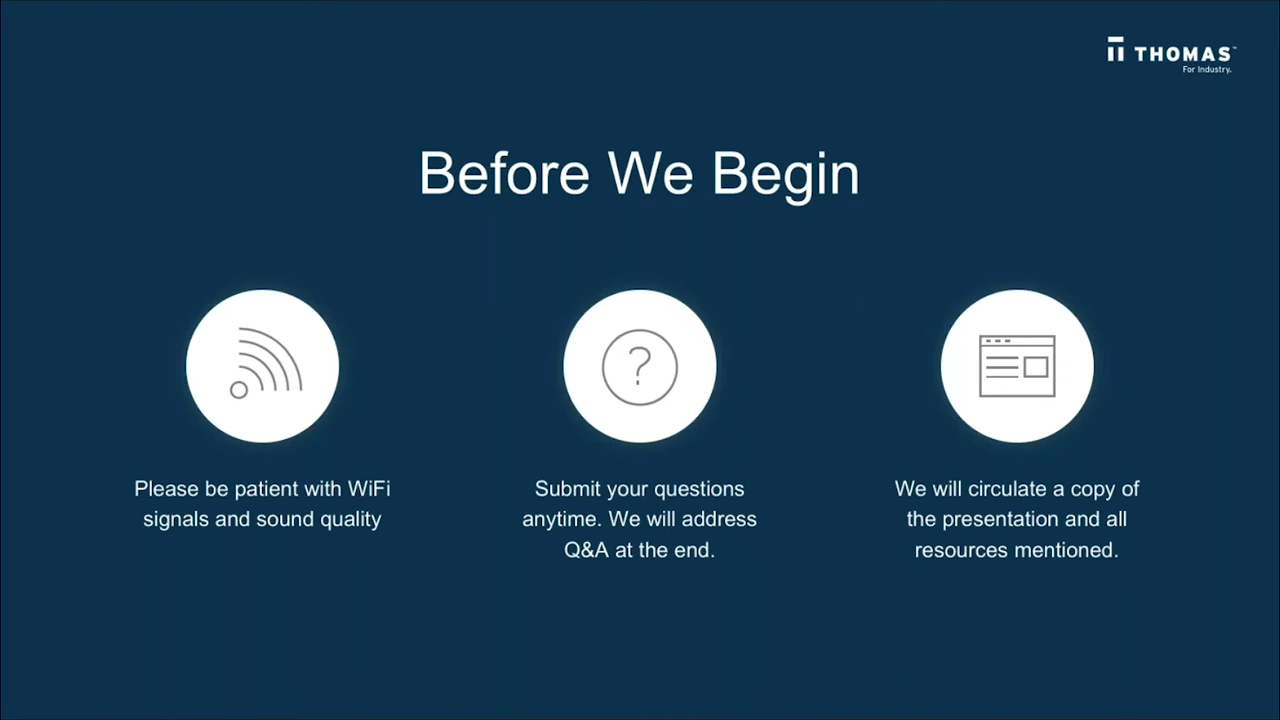 THOMAS™
For Industry.
Before We Begin
?
Please be patient with WiFi
signals and sound quality
Submit your questions
anytime. We will address
Q&A at the end.
We will circulate a copy of
the presentation and all
resources mentioned.